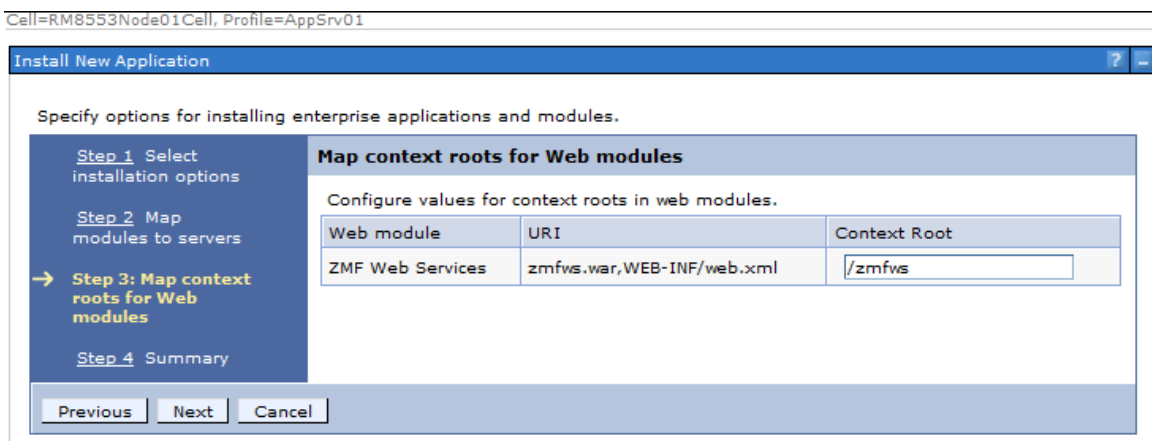 Cell=RM8553Node01Cell, Profile=AppSrv01
Install New Application
? –
Specify options for installing enterprise applications and modules.
Step 1 Select
installation options
Step 2 Map
modules to servers
→ Step 3: Map context
roots for Web
modules
Step 4 Summary
Map context roots for Web modules
Configure values for context roots in web modules.
Web module URI Context Root
ZMF Web Services zmfws.war,WEB-INF/web.xml /zmfws
Previous Next Cancel